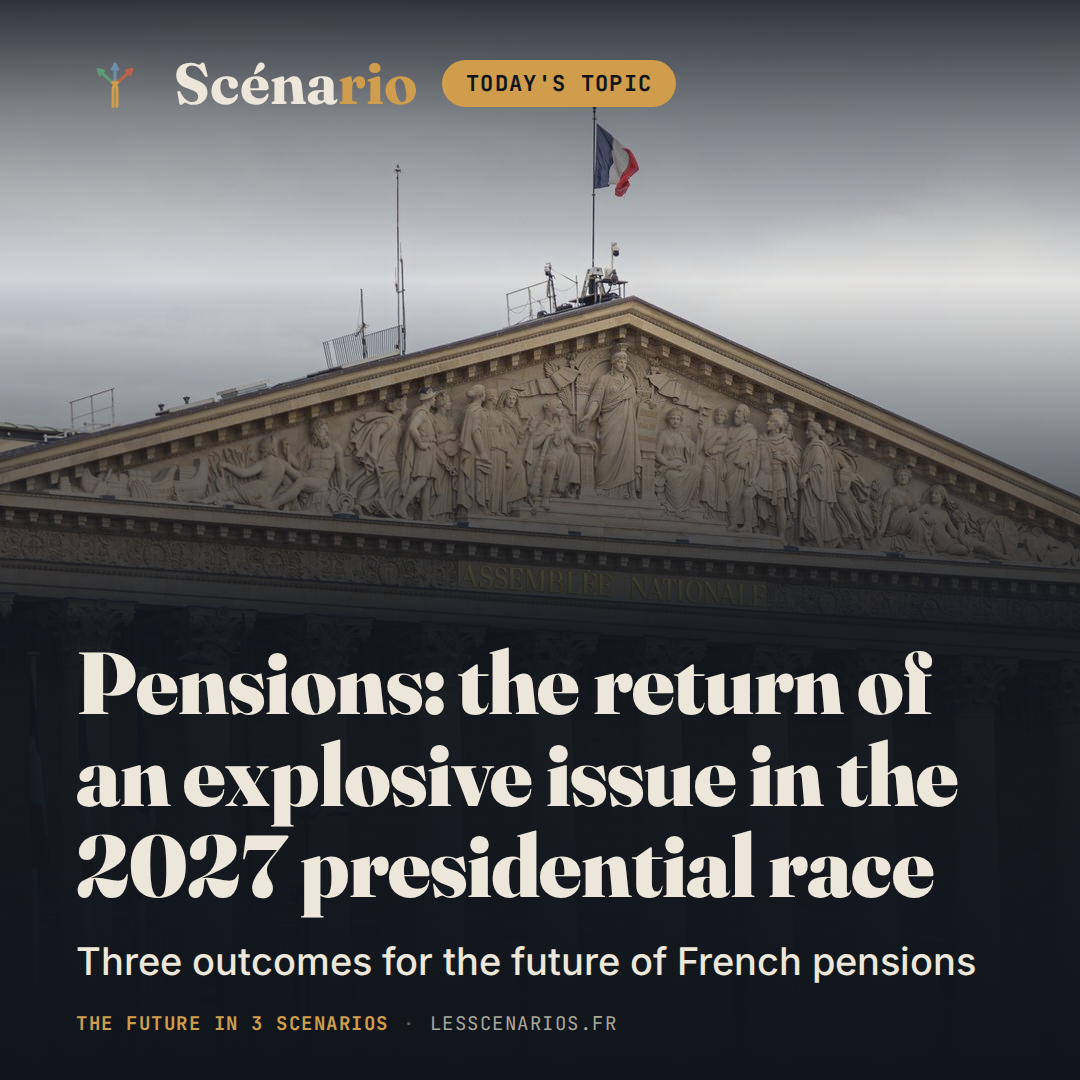 Scénario
TODAY'S TOPIC
ASSEMBLÉE NATIONALE
Pensions: the return of
an explosive issue in the
2027 presidential race
Three outcomes for the future of French pensions
THE FUTURE IN 3 SCENARIOS · LESSCENARIOS.FR